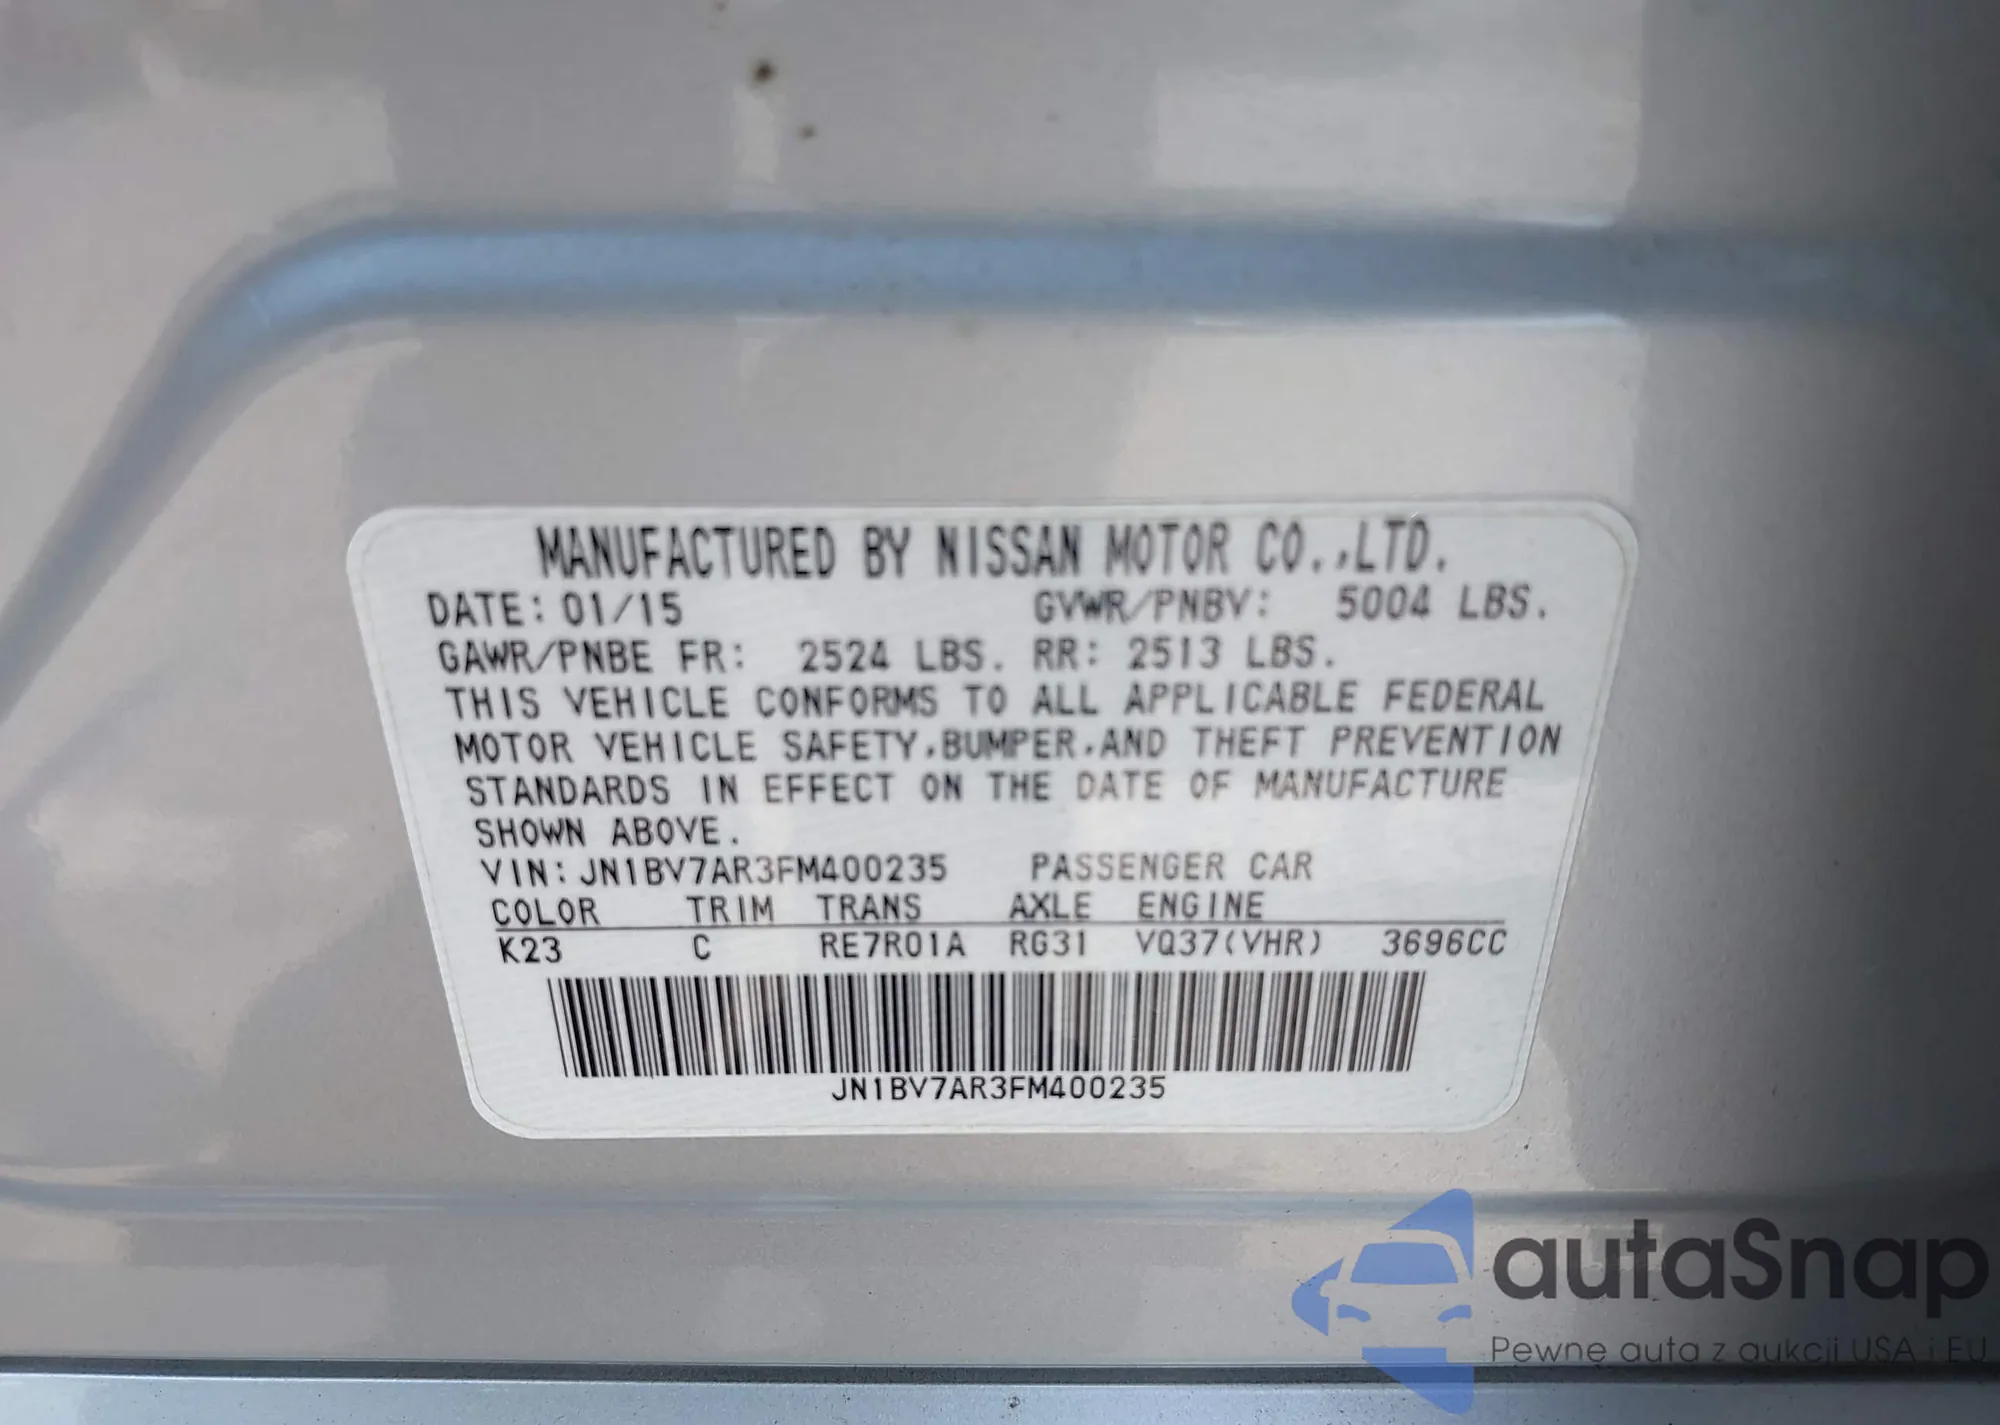 MANUFACTURED BY NISSAN MOTOR CO.,LTD.
DATE: 01/15 GVWR/PNBV: 5004 LBS.
GAWR/PNBE FR: 2524 LBS. RR: 2513 LBS.
THIS VEHICLE CONFORMS TO ALL APPLICABLE FEDERAL
MOTOR VEHICLE SAFETY,BUMPER,AND THEFT PREVENTION
STANDARDS IN EFFECT ON THE DATE OF MANUFACTURE
SHOWN ABOVE.
VIN: JN1BV7AR3FM400235 PASSENGER CAR
COLOR TRIM TRANS AXLE ENGINE
K23 C RE7R01A RG31 VQ37(VHR) 3696CC
JN1BV7AR3FM400235
autaSnap
Pewne auta z aukcji USA i EU